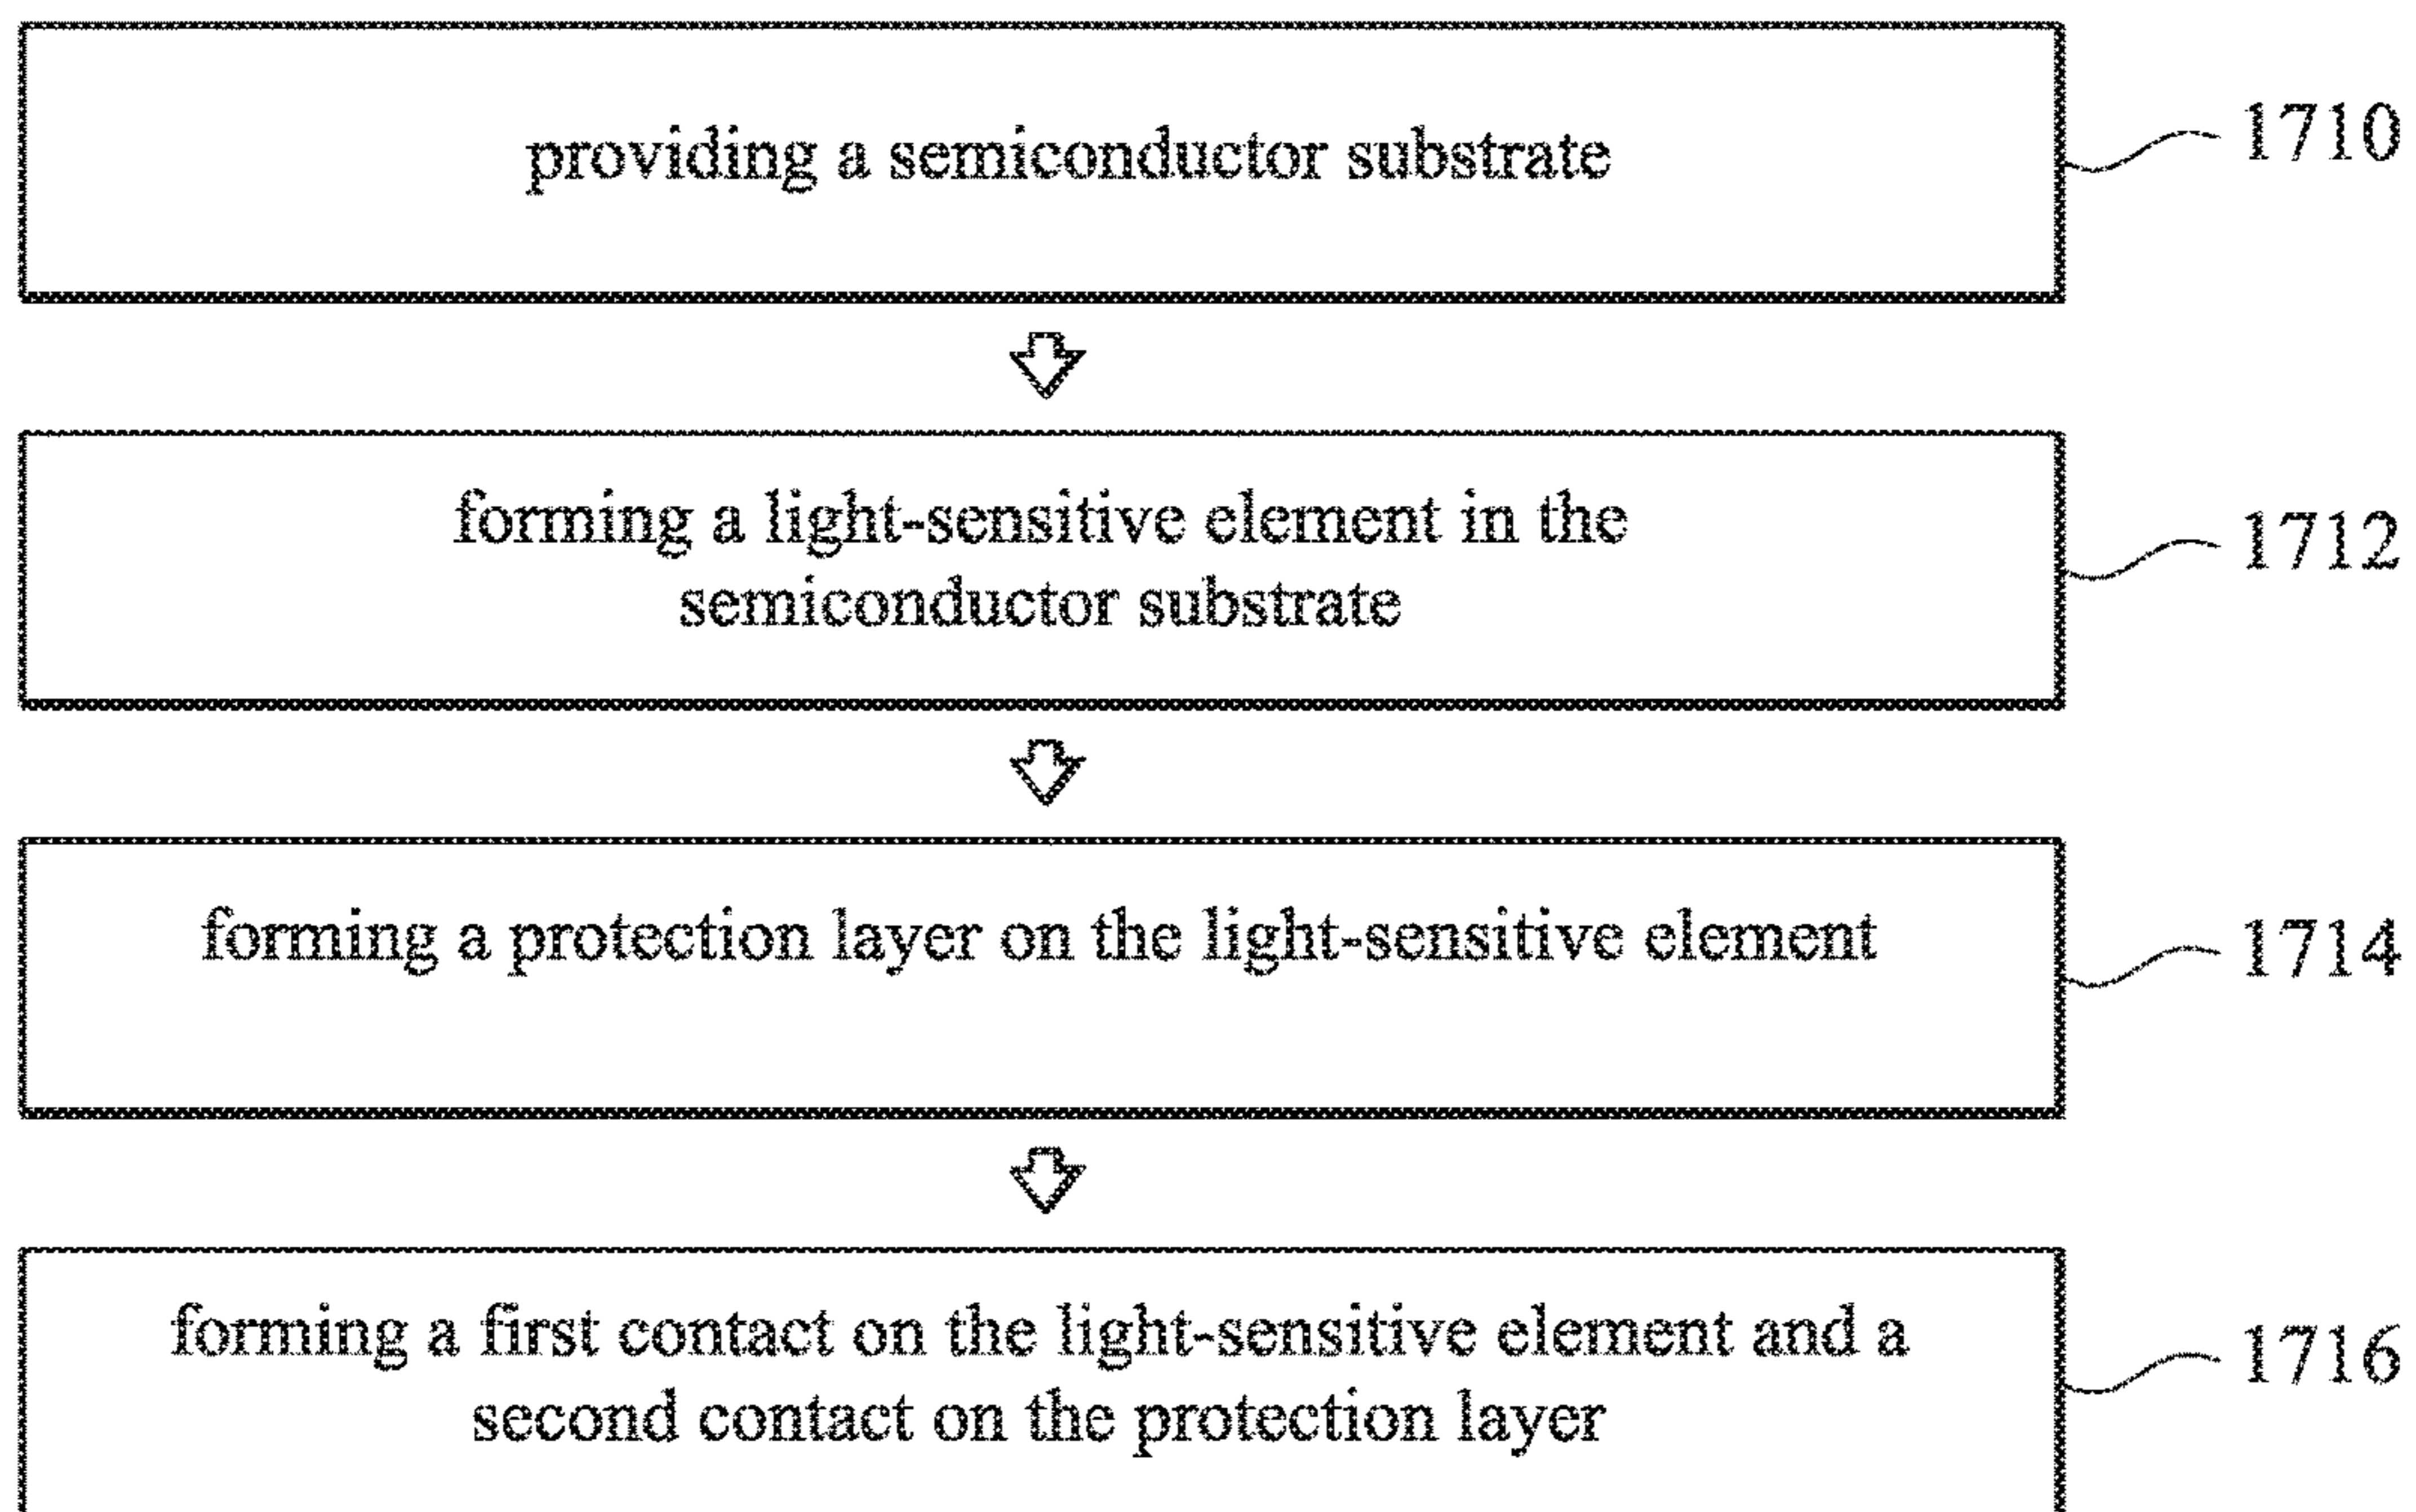 providing a semiconductor substrate
1710
forming a light-sensitive element in the
semiconductor substrate
1712
forming a protection layer on the light-sensitive element
1714
forming a first contact on the light-sensitive element and a
second contact on the protection layer
1716